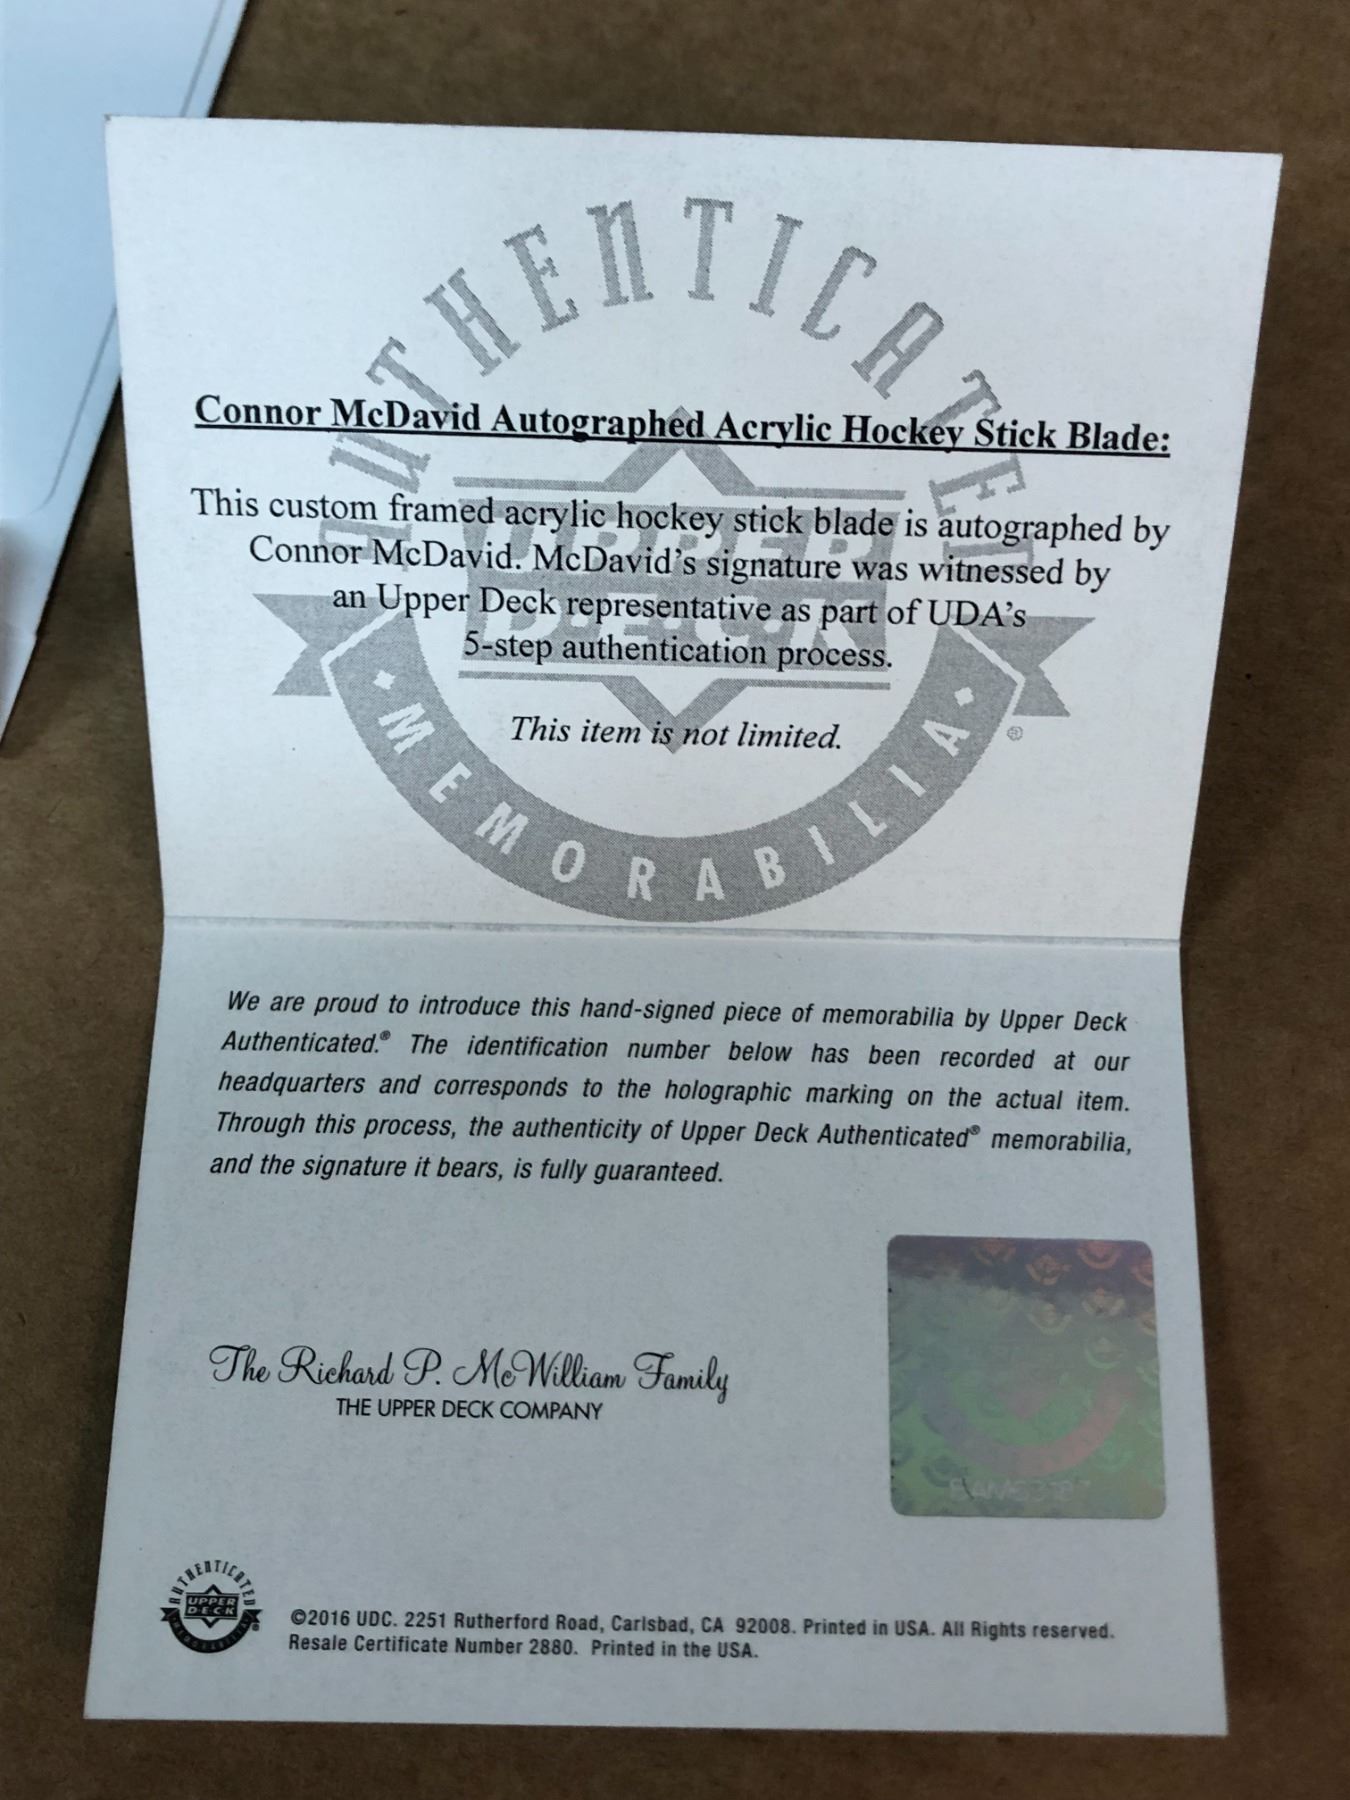 AUTHENTICATED
Connor McDavid Autographed Acrylic Hockey Stick Blade:
UPPER
DECK
This custom framed acrylic hockey stick blade is autographed by
Connor McDavid. McDavid's signature was witnessed by
an Upper Deck representative as part of UDA's
5-step authentication process.
This item is not limited.
MEMORABILIA
®
We are proud to introduce this hand-signed piece of memorabilia by Upper Deck
Authenticated.® The identification number below has been recorded at our
headquarters and corresponds to the holographic marking on the actual item.
Through this process, the authenticity of Upper Deck Authenticated® memorabilia,
and the signature it bears, is fully guaranteed.
The Richard P. McWilliam Family
THE UPPER DECK COMPANY
AUTHENTICATED
UPPER
DECK
MEMORABILIA
®
©2016 UDC. 2251 Rutherford Road, Carlsbad, CA 92008. Printed in USA. All Rights reserved.
Resale Certificate Number 2880. Printed in the USA.